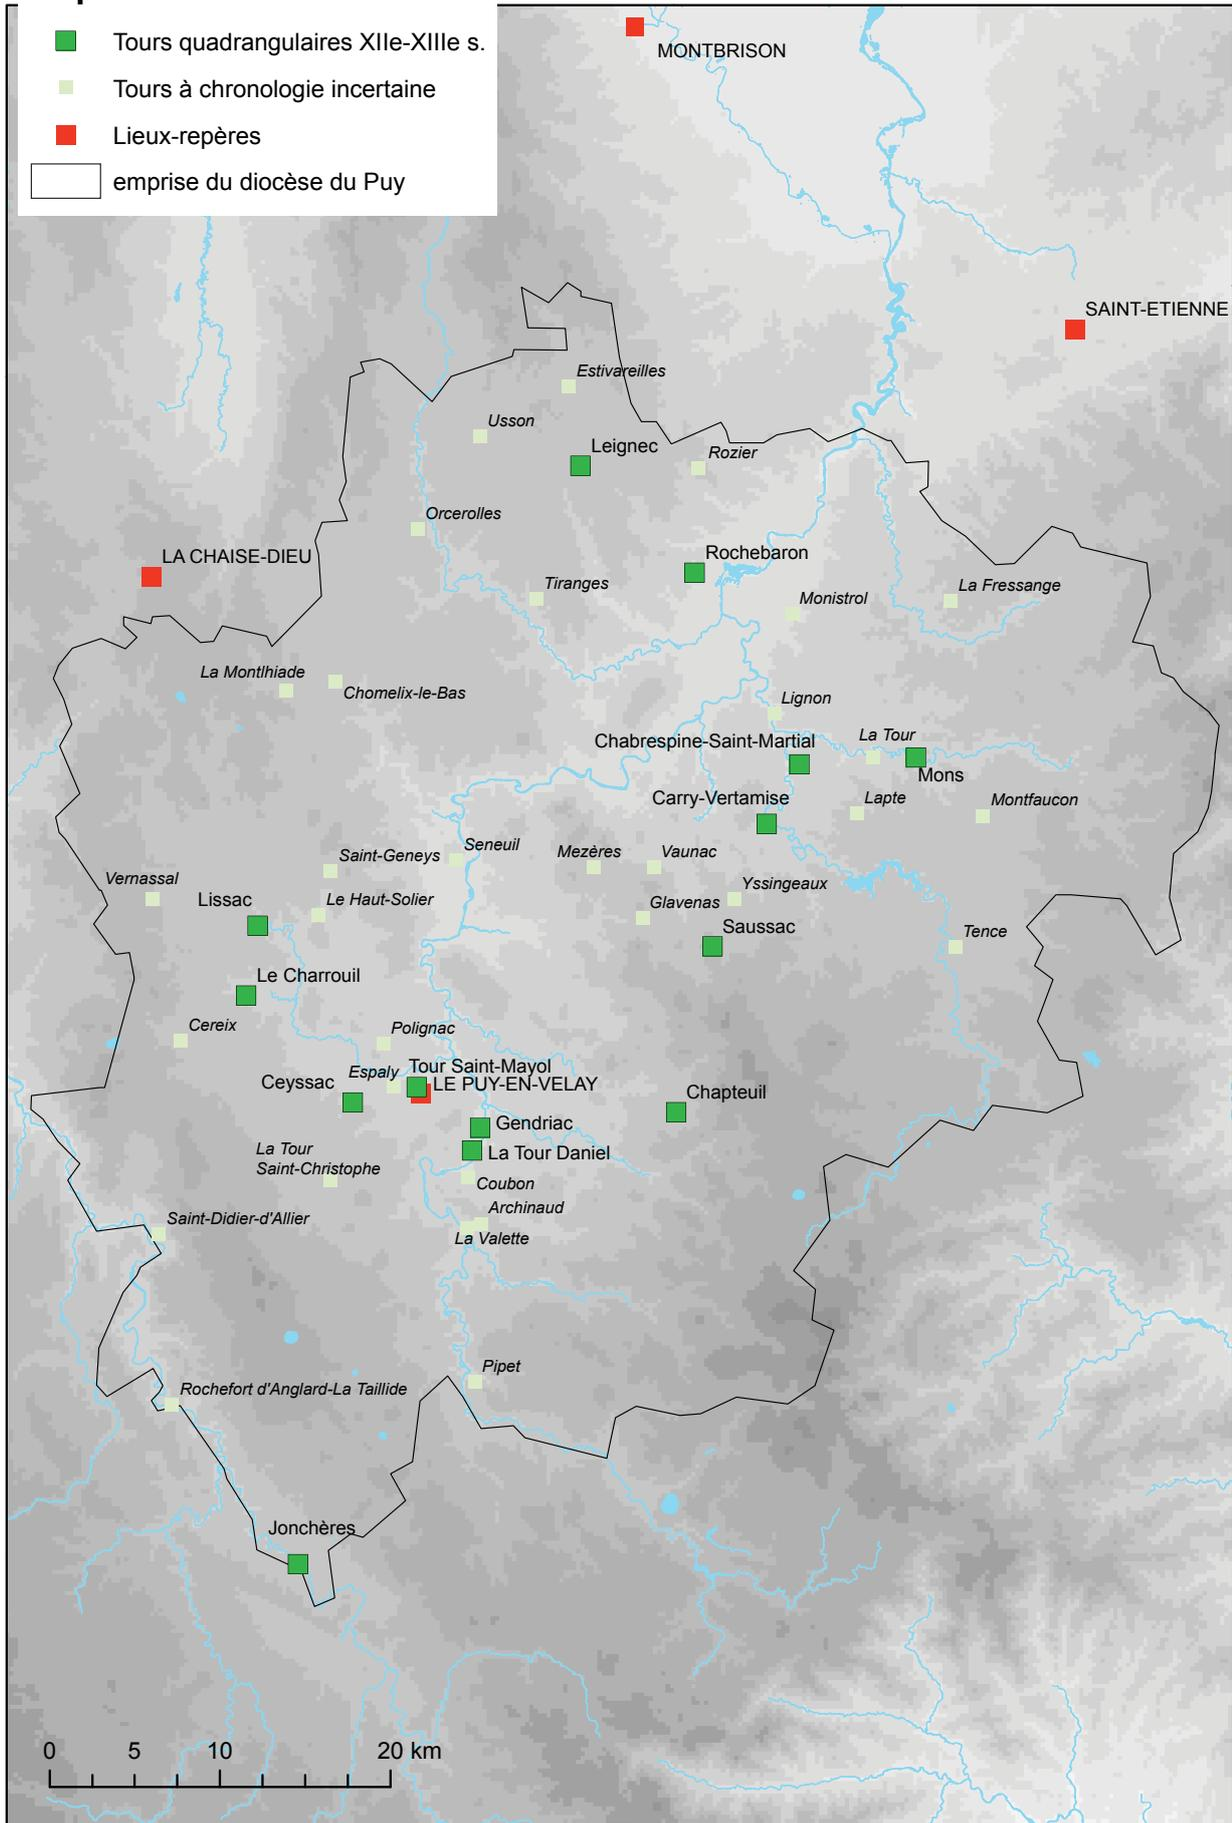 Tours quadrangulaires XIIe-XIIIe s.
Tours à chronologie incertaine
Lieux-repères
emprise du diocèse du Puy
MONTBRISON
SAINT-ETIENNE
Estivareilles
Usson
Leignec
Rozier
Orcerolles
LA CHAISE-DIEU
Rochebaron
Tiranges
La Fressange
Monistrol
La Montlhiade
Chomelix-le-Bas
Lignon
La Tour
Chabrespine-Saint-Martial
Mons
Carry-Vertamise
Lapte
Montfaucon
Seneuil
Saint-Geneys
Mezères
Vaunac
Vernassal
Yssingeaux
Lissac
Le Haut-Solier
Glavenas
Saussac
Tence
Le Charrouil
Cereix
Polignac
Tour Saint-Mayol
Espaly
Ceyssac
LE PUY-EN-VELAY
Chapteuil
Gendriac
La Tour
Saint-Christophe
La Tour Daniel
Coubon
Archinaud
Saint-Didier-d'Allier
La Valette
Pipet
Rochefort d'Anglard-La Taillide
Jonchères
0 5 10 20 km